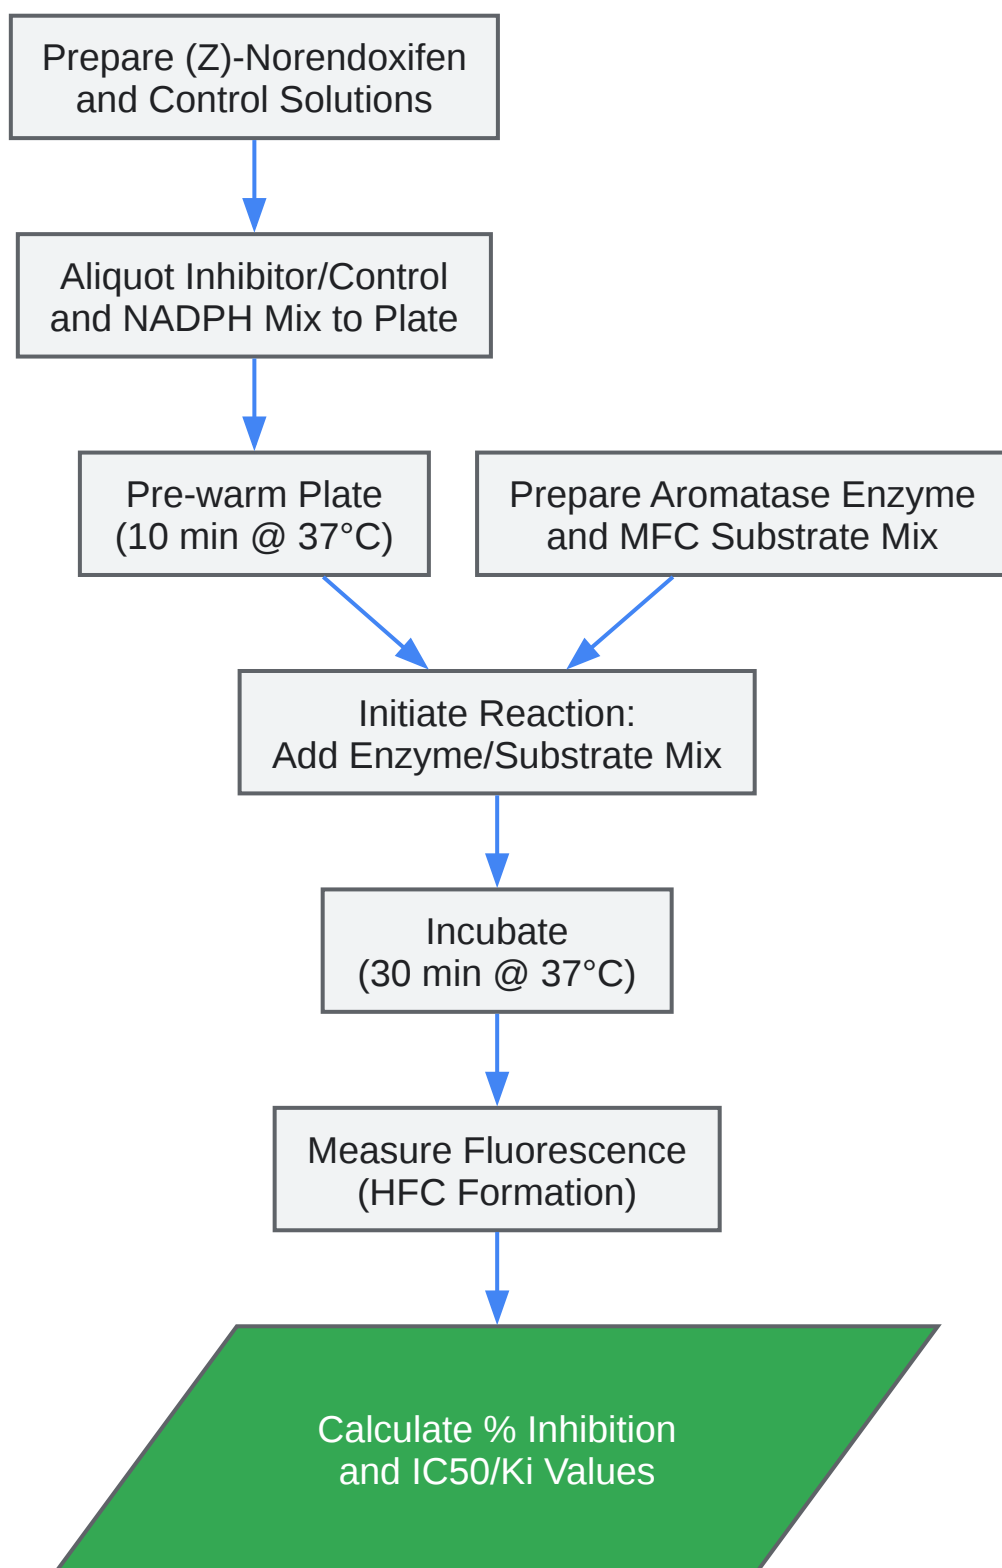 Prepare (Z)-Norendoxifen
and Control Solutions
Aliquot Inhibitor/Control
and NADPH Mix to Plate
Pre-warm Plate
(10 min @ 37°C)
Prepare Aromatase Enzyme
and MFC Substrate Mix
Initiate Reaction:
Add Enzyme/Substrate Mix
Incubate
(30 min @ 37°C)
Measure Fluorescence
(HFC Formation)
Calculate % Inhibition
and IC50/Ki Values